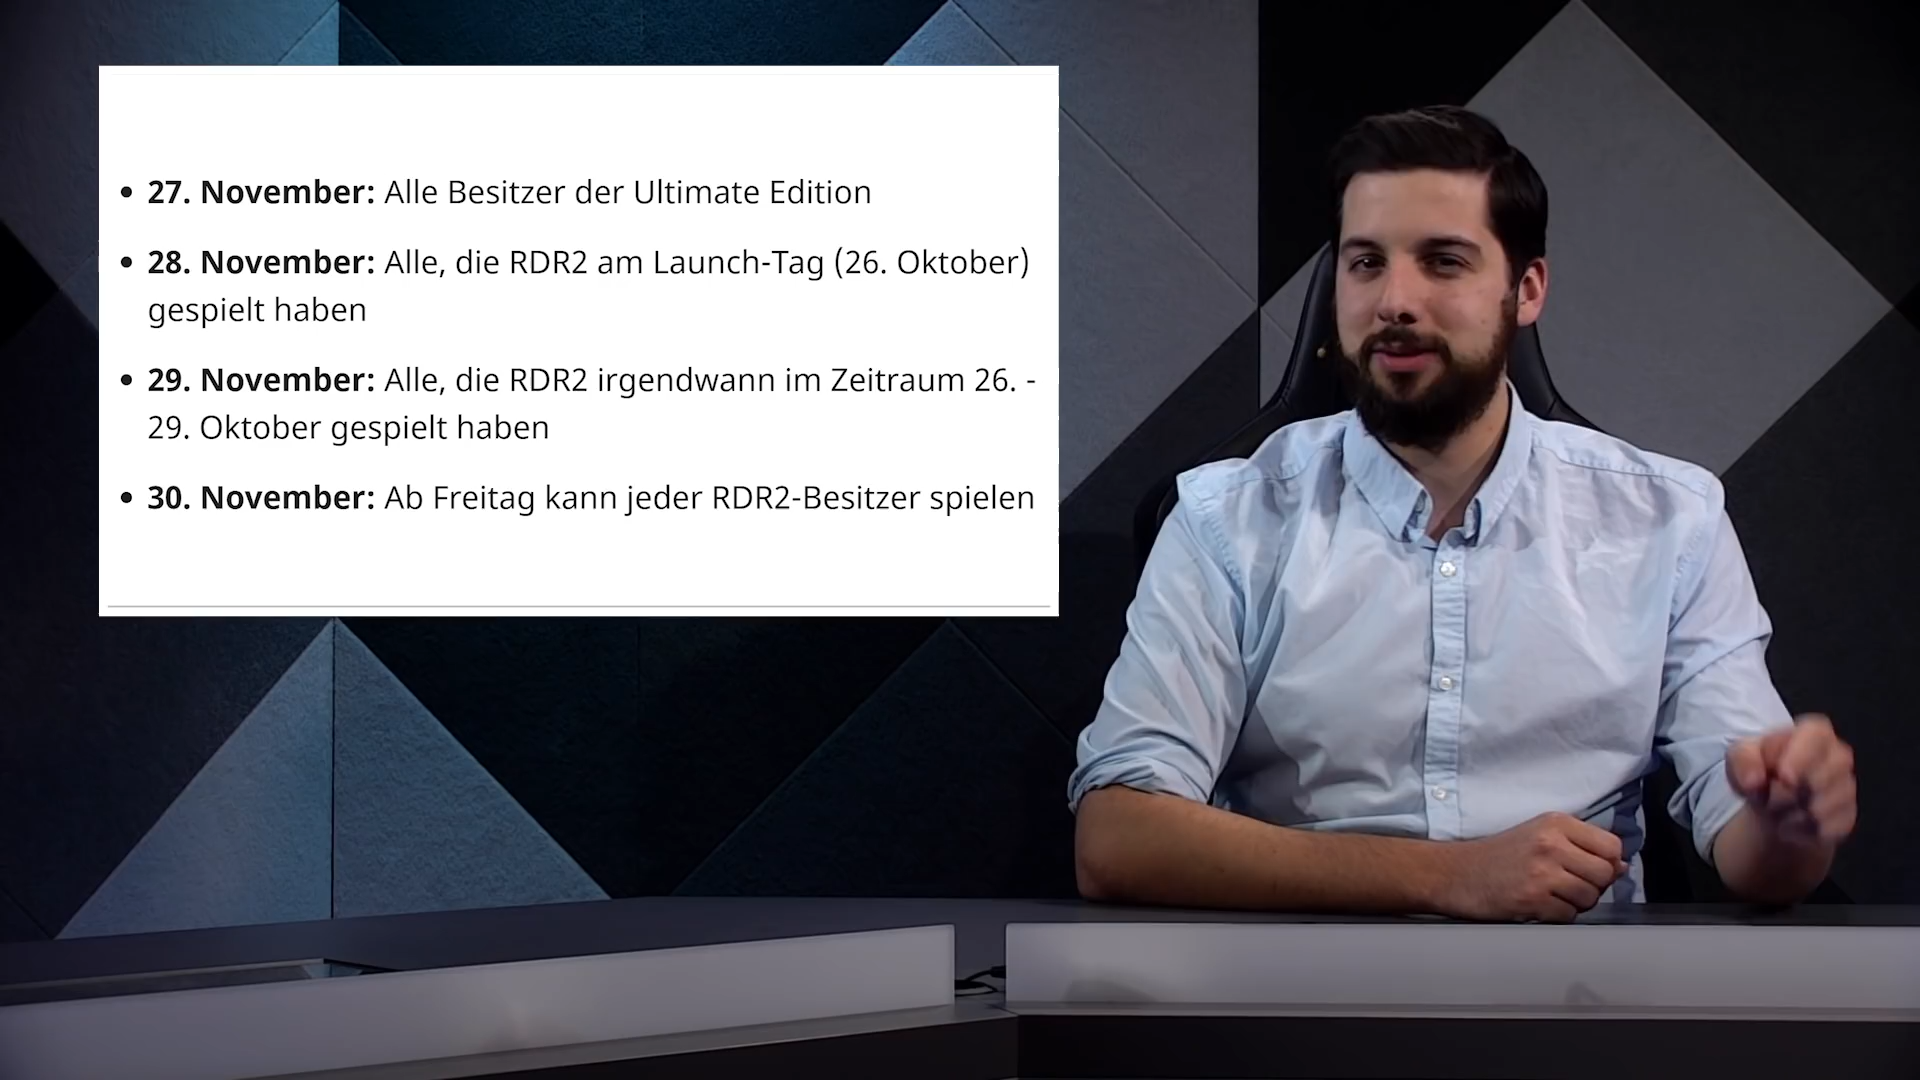 27. November: Alle Besitzer der Ultimate Edition
28. November: Alle, die RDR2 am Launch-Tag (26. Oktober)
gespielt haben
29. November: Alle, die RDR2 irgendwann im Zeitraum 26. -
29. Oktober gespielt haben
30. November: Ab Freitag kann jeder RDR2-Besitzer spielen